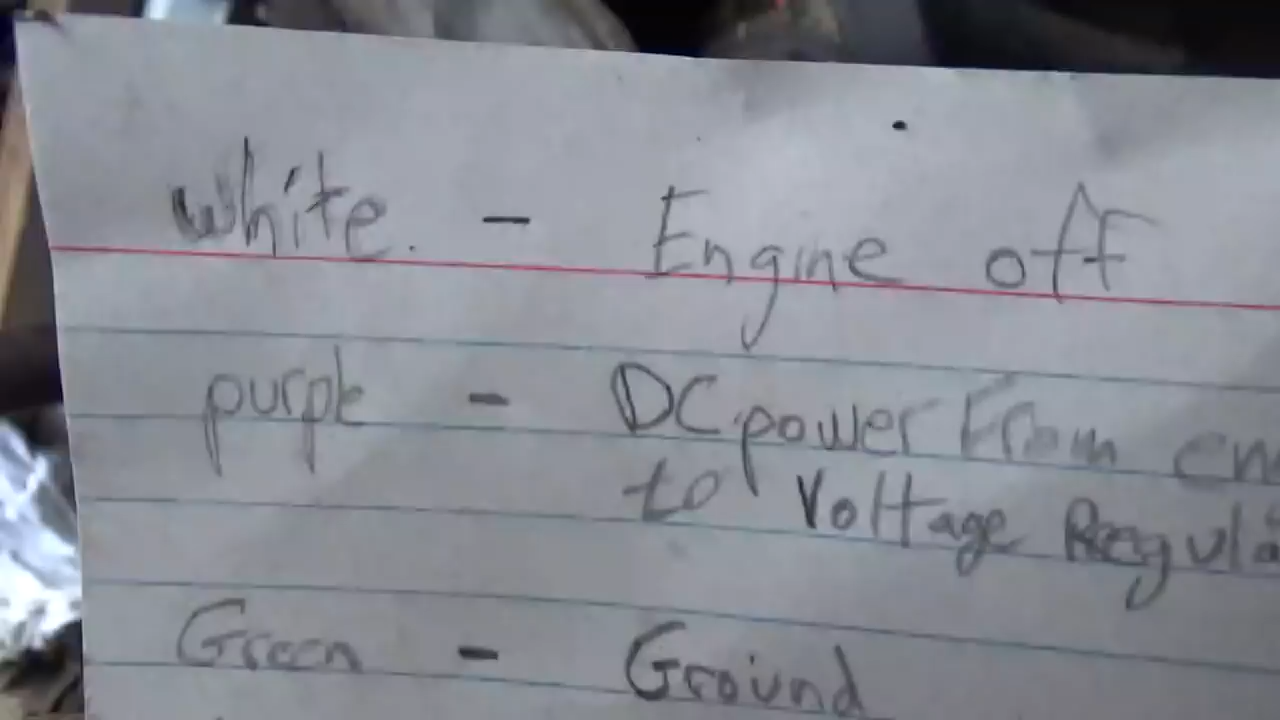 white. - Engine off
purple - DC power From
to Voltage
Green - Ground